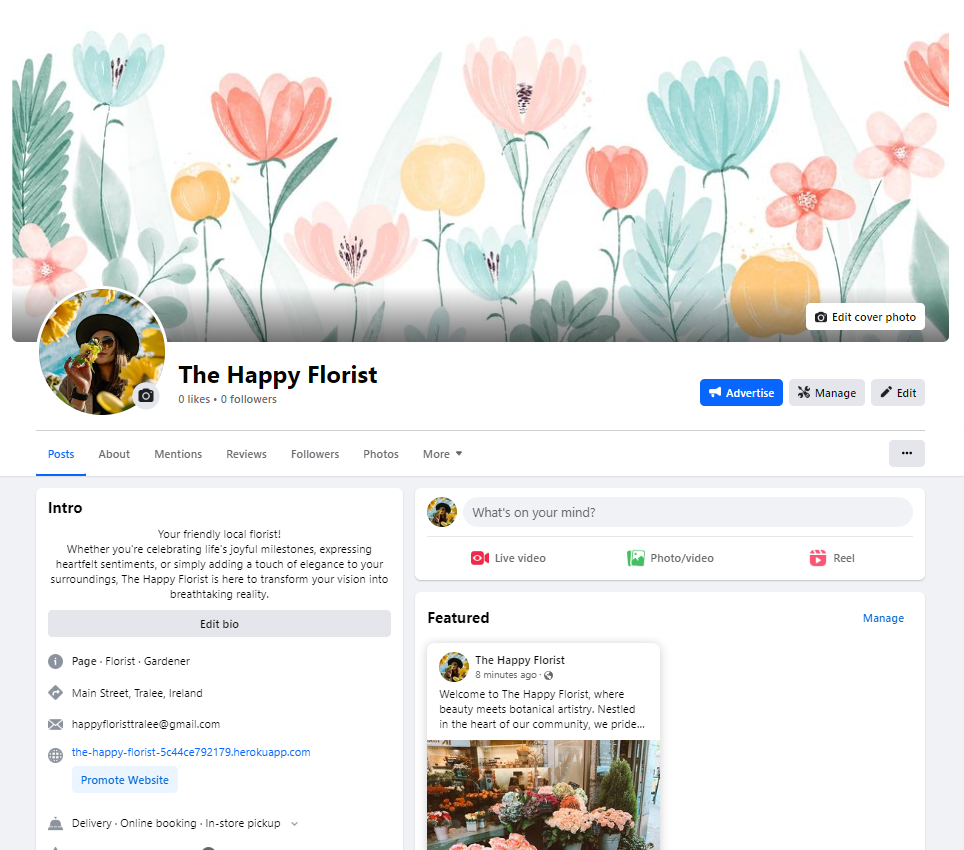 Edit cover photo
The Happy Florist
0 likes • 0 followers
Advertise
Manage
Edit
Posts
About
Mentions
Reviews
Followers
Photos
More
Intro
Your friendly local florist!
Whether you're celebrating life's joyful milestones, expressing
heartfelt sentiments, or simply adding a touch of elegance to your
surroundings, The Happy Florist is here to transform your vision into
breathtaking reality.
Edit bio
Page · Florist · Gardener
Main Street, Tralee, Ireland
happyfloristtralee@gmail.com
the-happy-florist-5c44ce792179.herokuapp.com
Promote Website
Delivery · Online booking · In-store pickup
What's on your mind?
Live video
Photo/video
Reel
Featured
Manage
The Happy Florist
8 minutes ago ·
Welcome to The Happy Florist, where
beauty meets botanical artistry. Nestled
in the heart of our community, we pride...